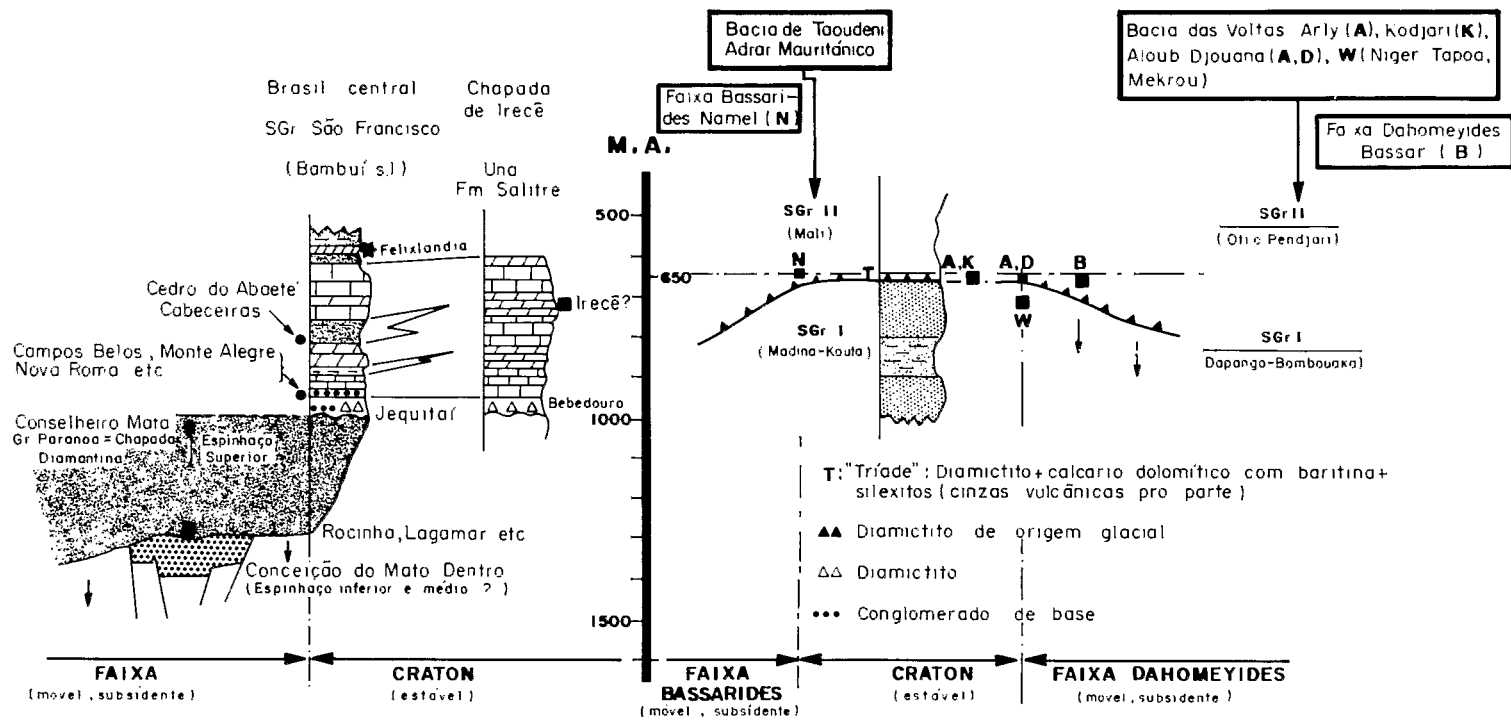 Bacia de Taoudeni
Adrar Mauritánico
Bacia das Voltas Arly (A), Kodjari (K),
Aloub Djouana (A,D), W (Niger Tapoa,
Mekrou)
Faixa Bassari-
des Namel (N)
Faixa Dahomeyides
Bassar (B)
Brasil central
SGr São Francisco
(Bambuí s.l)
Chapada
de Irecê
Una
Fm Salitre
M.A.
500
650
1000
1500
SGr II
(Mali)
SGr II
(Otic Pendjari)
Felixlandia
N
T
A,K
A,D
B
W
Cedro do Abaeté
Cabeceiras
Irecê?
SGr I
(Madina-Kouta)
SGr I
Dapango-Bombouaka
Campos Belos, Monte Alegre
Nova Roma etc
Jequitaí
Bebedouro
Conselheiro Mata
Gr Paranoa = Chapada
Diamantina
Espinhaço
Superior
Rocinha, Lagamar etc
Conceição do Mato Dentro
(Espinhaço inferior e médio ?)
T: "Tríade": Diamictito + calcario dolomítico com baritina +
silexitos (cinzas vulcânicas pro parte)
Diamictito de origem glacial
Diamictito
Conglomerado de base
FAIXA
(movel, subsidente)
CRATON
(estável)
FAIXA
BASSARIDES
(móvel, subsidente)
CRATON
(estável)
FAIXA DAHOMEYIDES
(movel, subsidente)